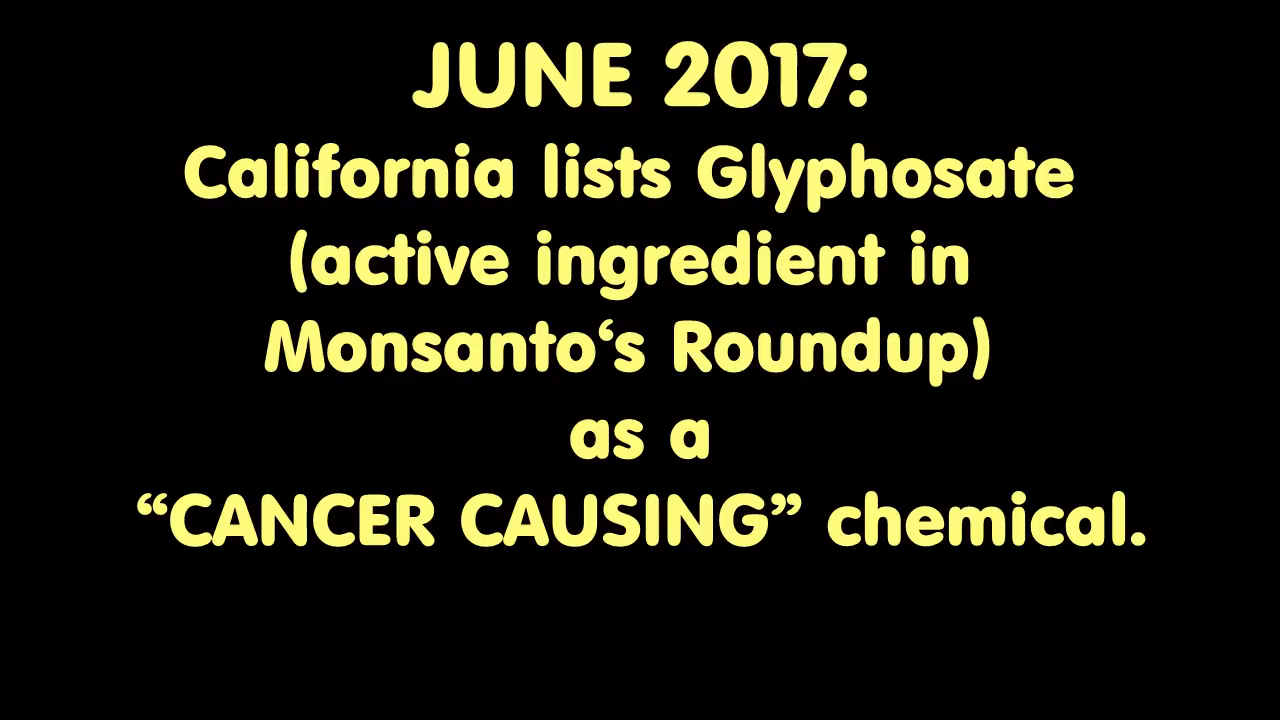 JUNE 2017:
California lists Glyphosate
(active ingredient in
Monsanto‘s Roundup)
as a
“CANCER CAUSING” chemical.